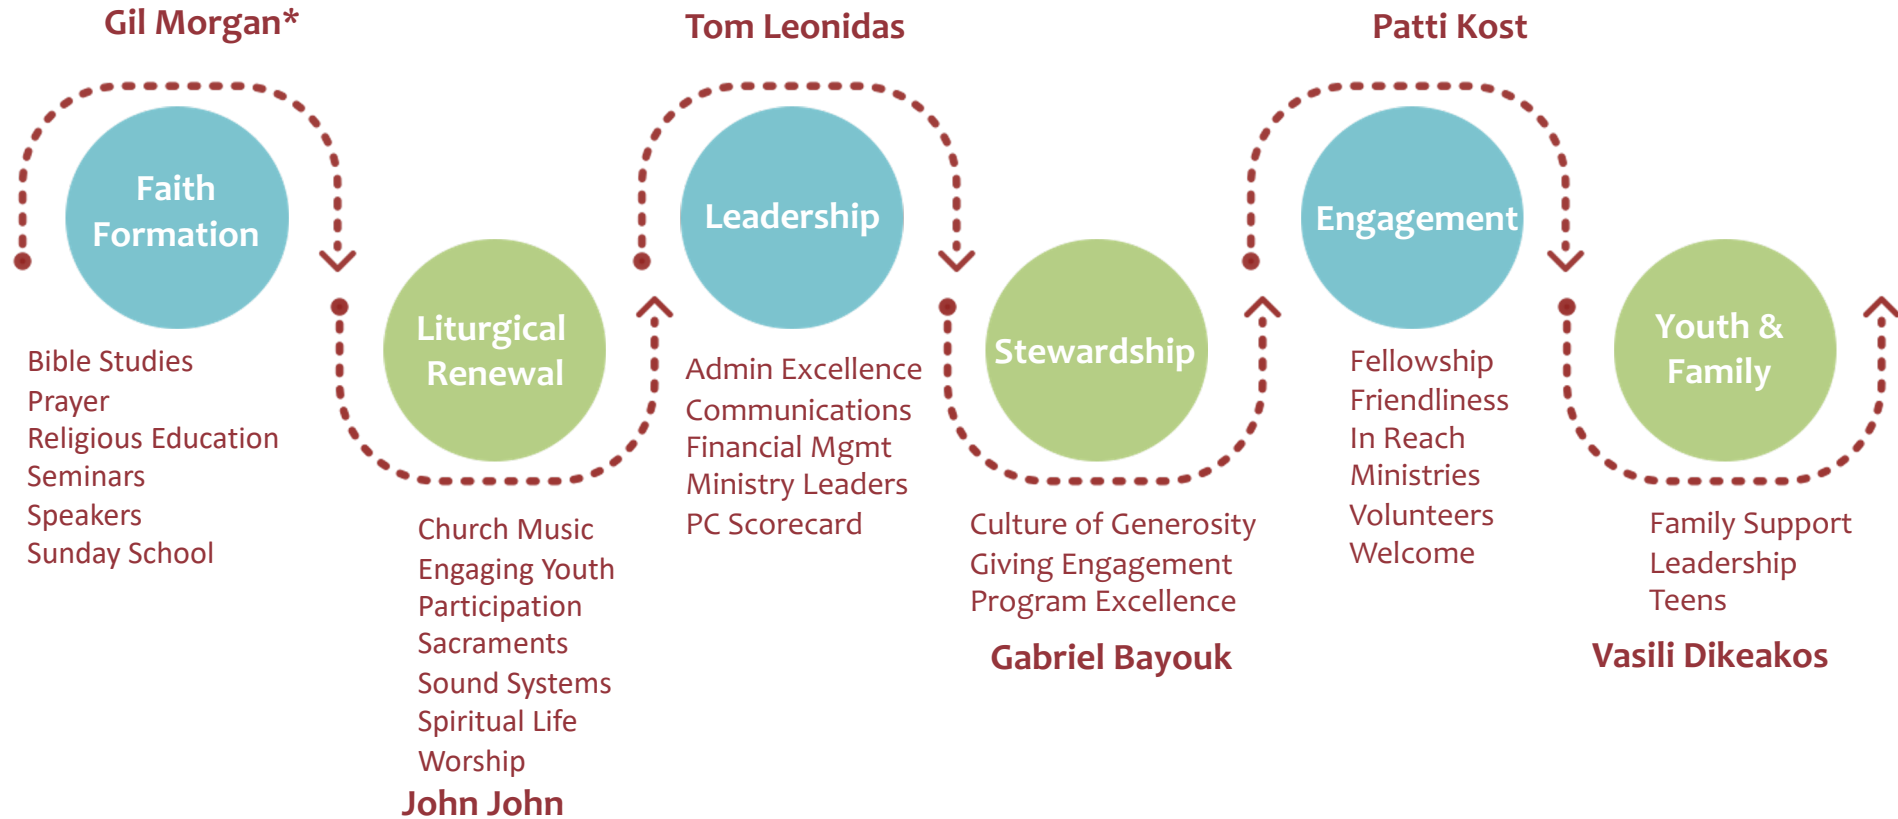 Gil Morgan*
Faith
Formation
Bible Studies
Prayer
Religious Education
Seminars
Speakers
Sunday School
Liturgical
Renewal
Church Music
Engaging Youth
Participation
Sacraments
Sound Systems
Spiritual Life
Worship
John John
Tom Leonidas
Leadership
Admin Excellence
Communications
Financial Mgmt
Ministry Leaders
PC Scorecard
Stewardship
Culture of Generosity
Giving Engagement
Program Excellence
Gabriel Bayouk
Patti Kost
Engagement
Fellowship
Friendliness
In Reach
Ministries
Volunteers
Welcome
Youth &
Family
Family Support
Leadership
Teens
Vasili Dikeakos